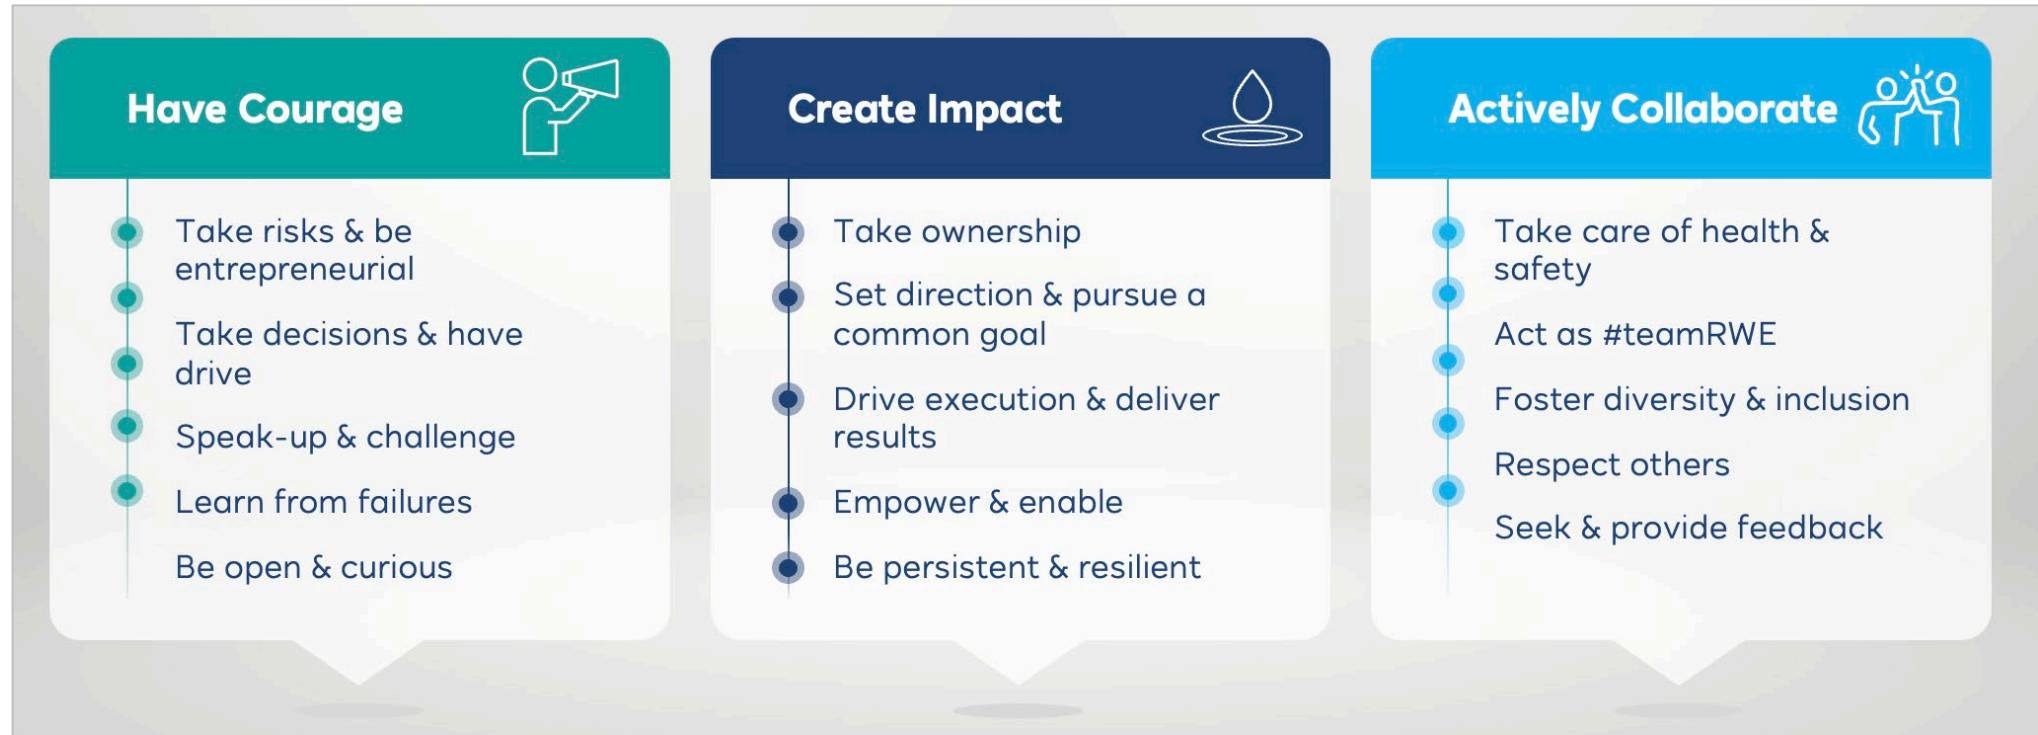 Have Courage
Take risks & be
entrepreneurial
Take decisions & have
drive
Speak-up & challenge
Learn from failures
Be open & curious
Create Impact
Take ownership
Set direction & pursue a
common goal
Drive execution & deliver
results
Empower & enable
Be persistent & resilient
Actively Collaborate
Take care of health &
safety
Act as #teamRWE
Foster diversity & inclusion
Respect others
Seek & provide feedback